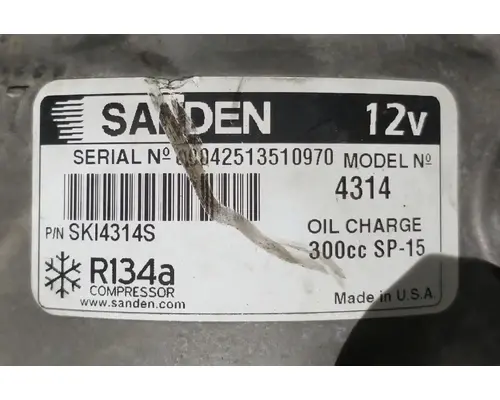 SANDEN 12v
SERIAL Nº 042513510970 MODEL Nº
4314
P/N SKI4314S
OIL CHARGE
300cc SP-15
R134a
COMPRESSOR
www.sanden.com
Made in U.S.A.